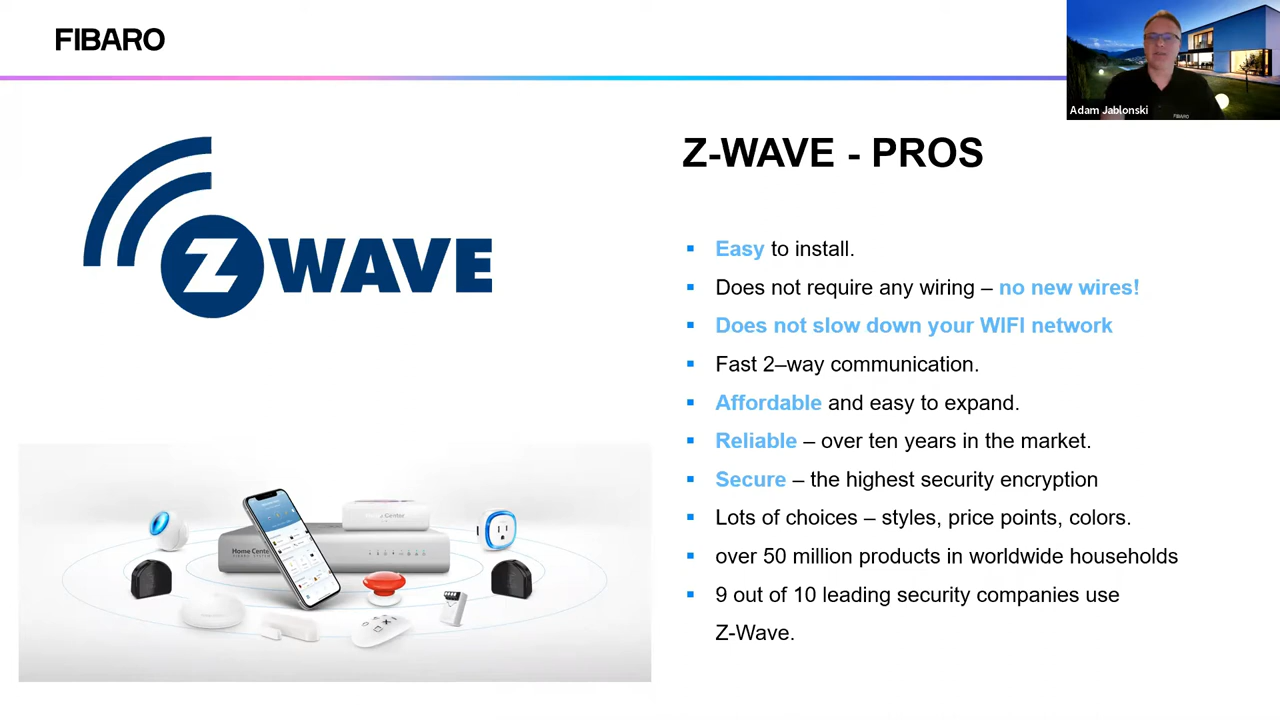 FIBARO
Adam Jablonski
FIBARO
Z-WAVE
Z-WAVE - PROS
▪ Easy to install.
▪ Does not require any wiring – no new wires!
▪ Does not slow down your WIFI network
▪ Fast 2–way communication.
▪ Affordable and easy to expand.
▪ Reliable – over ten years in the market.
▪ Secure – the highest security encryption
▪ Lots of choices – styles, price points, colors.
▪ over 50 million products in worldwide households
▪ 9 out of 10 leading security companies use
Z-Wave.
Home Center